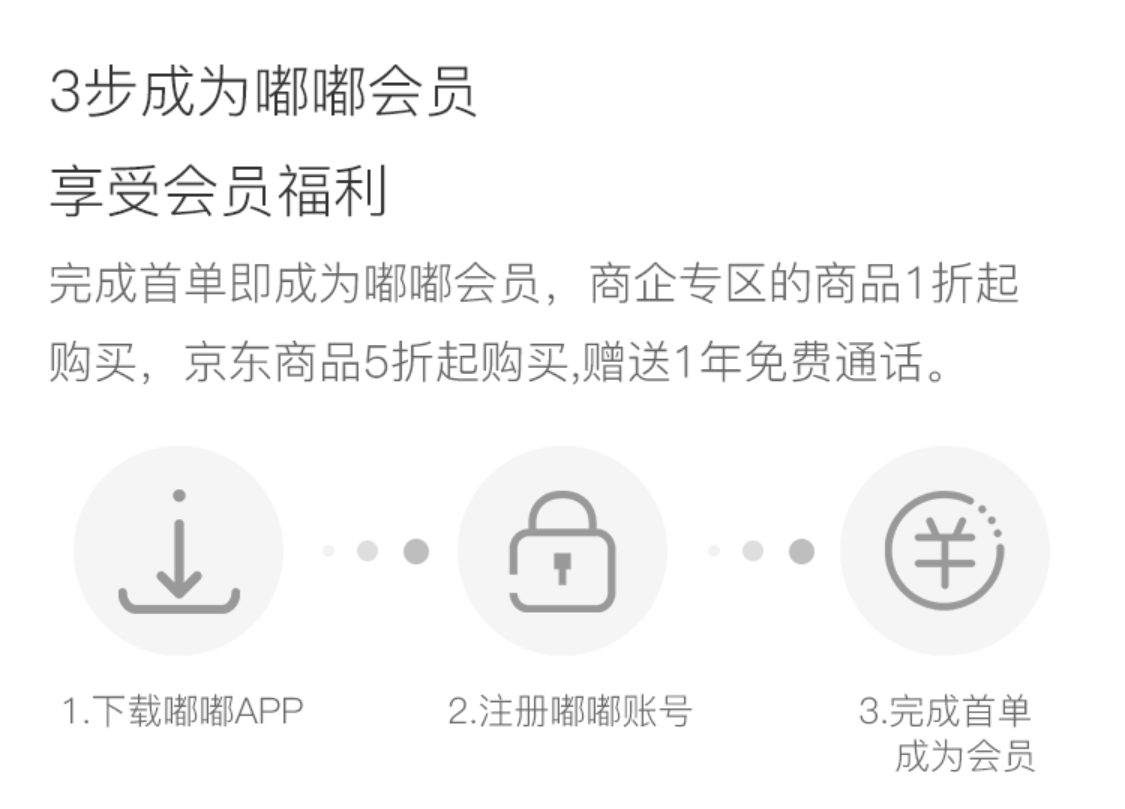 3步成为嘟嘟会员
享受会员福利
完成首单即成为嘟嘟会员，商企专区的商品1折起
购买，京东商品5折起购买,赠送1年免费通话。
1.下载嘟嘟APP
2.注册嘟嘟账号
3.完成首单
成为会员